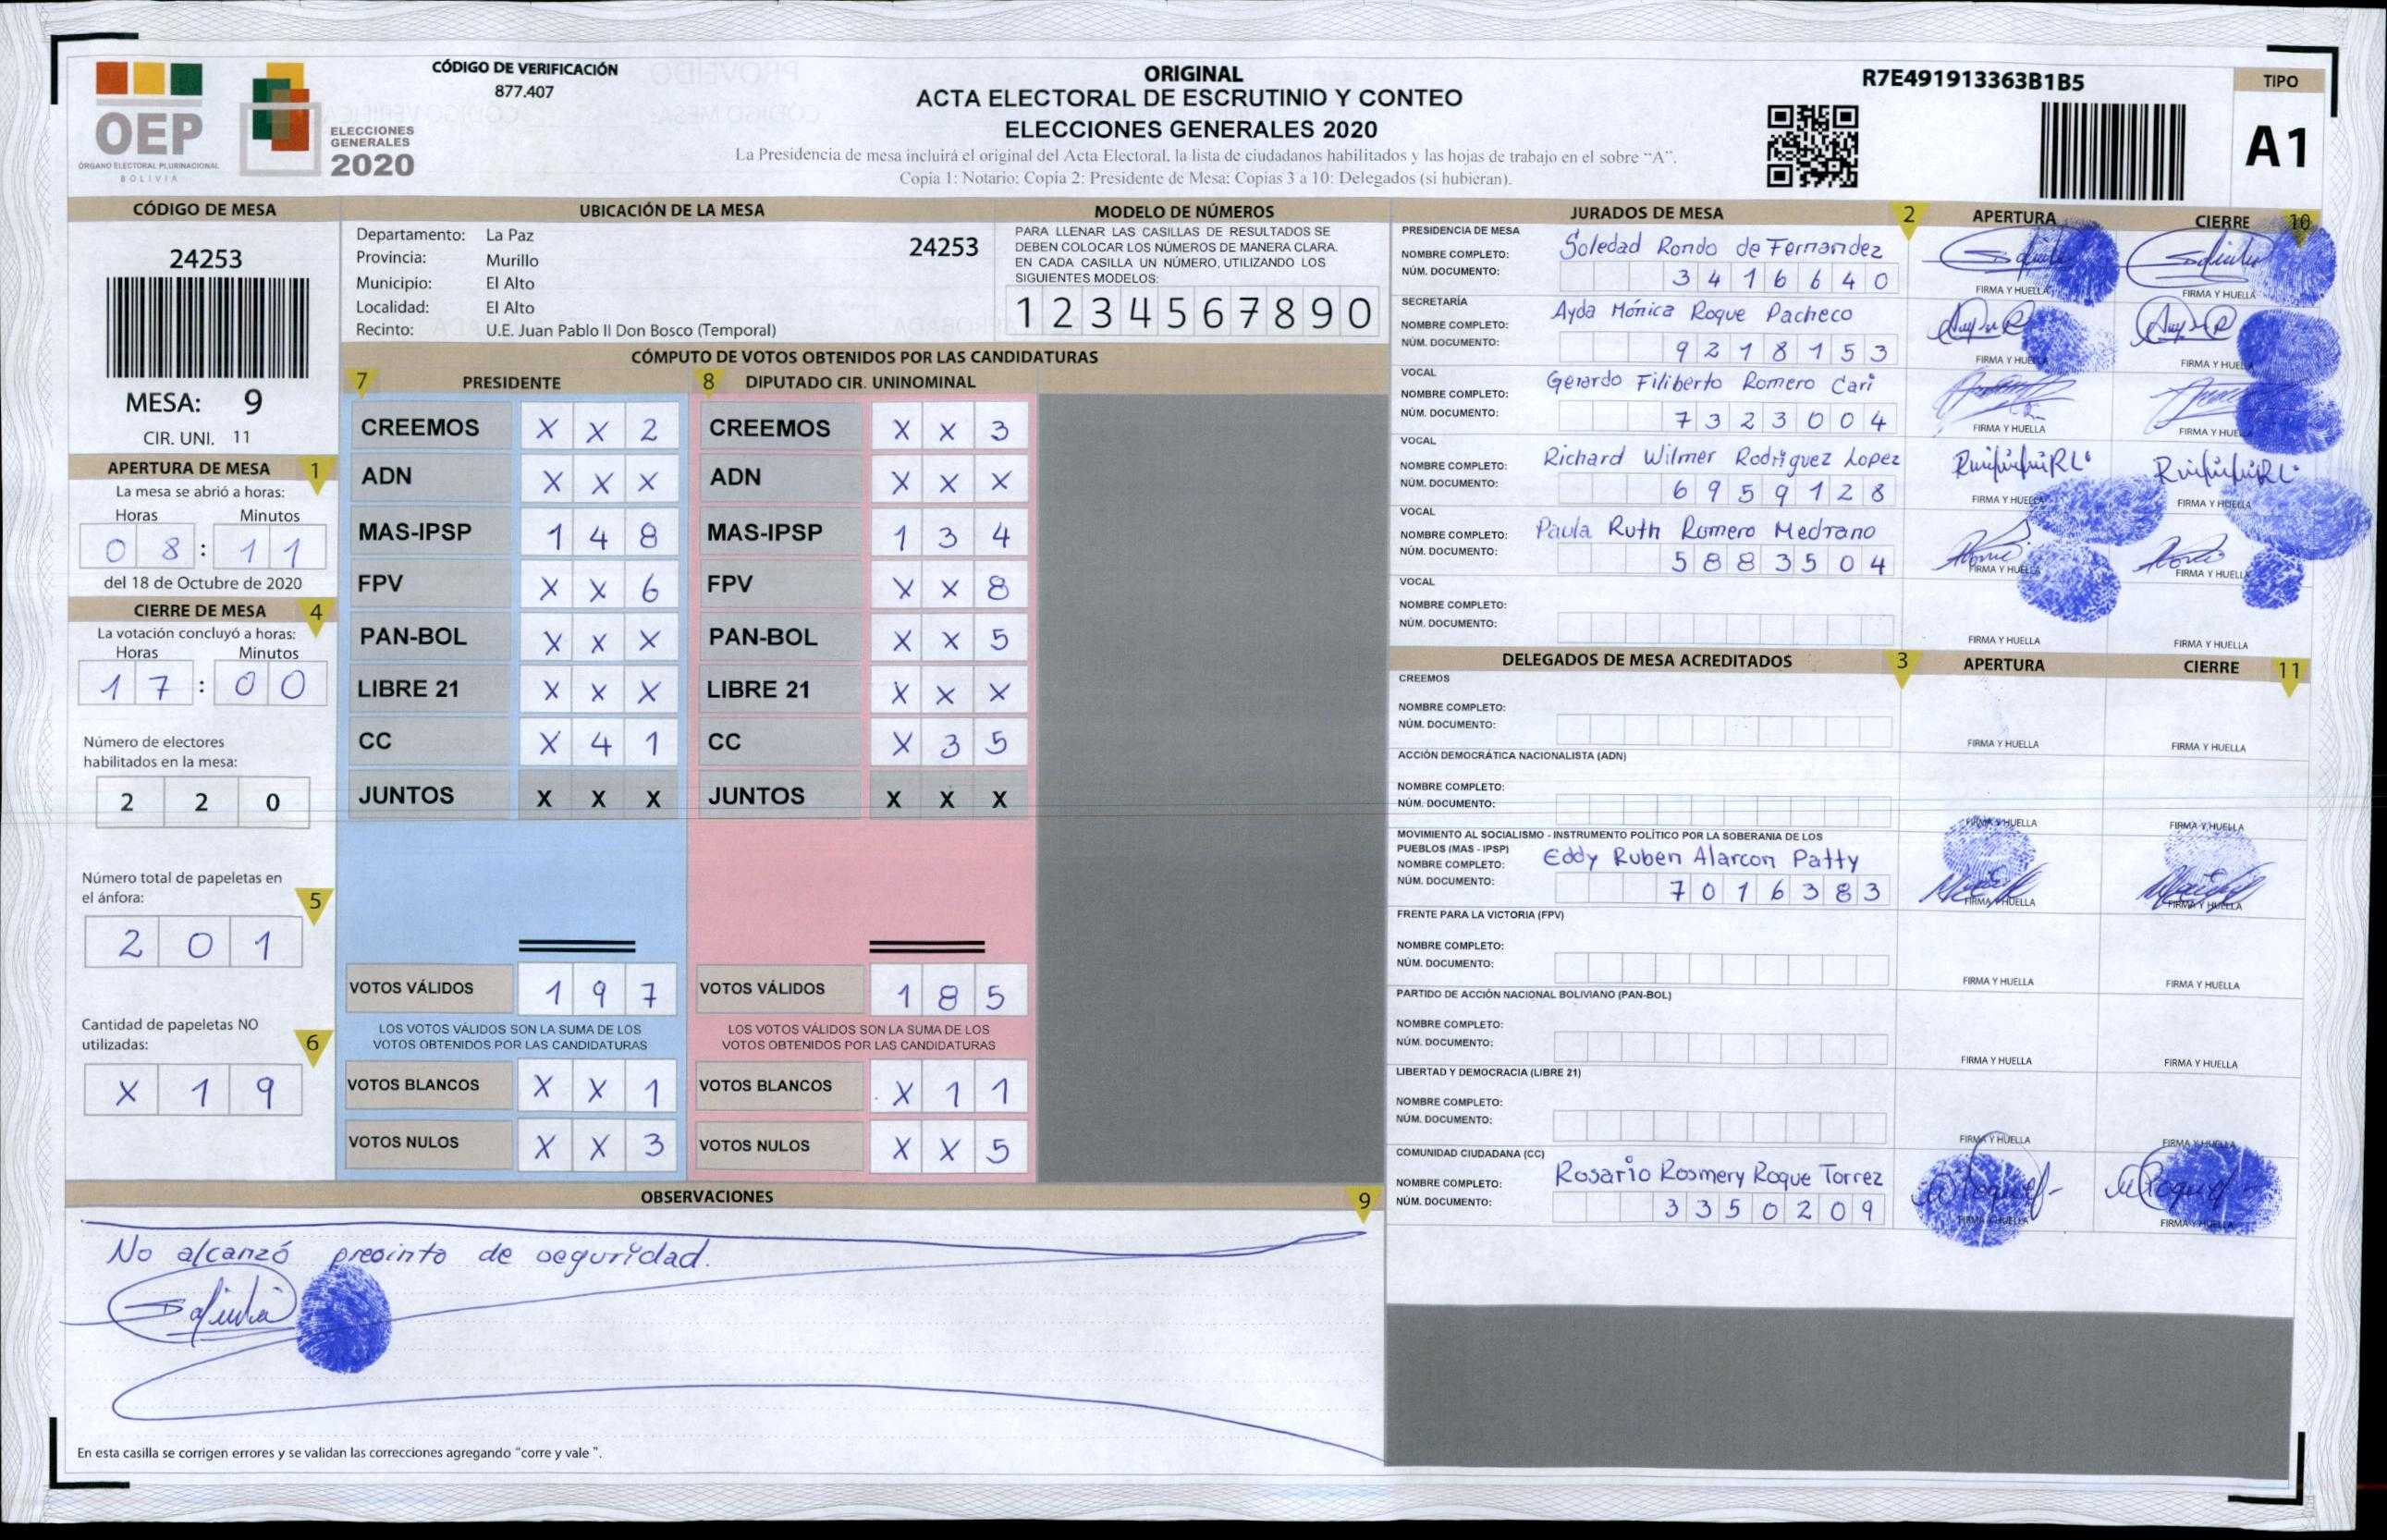 CÓDIGO DE VERIFICACIÓN
877.407
OEP
ÓRGANO ELECTORAL PLURINACIONAL
BOLIVIA
ELECCIONES
GENERALES
2020
ORIGINAL
ACTA ELECTORAL DE ESCRUTINIO Y CONTEO
ELECCIONES GENERALES 2020
La Presidencia de mesa incluirá el original del Acta Electoral, la lista de ciudadanos habilitados y las hojas de trabajo en el sobre "A".
Copia 1: Notario; Copia 2: Presidente de Mesa; Copias 3 a 10: Delegados (si hubieran).
R7E491913363B1B5
TIPO
A1
CÓDIGO DE MESA
24253
MESA: 9
CIR. UNI. 11
APERTURA DE MESA 1
La mesa se abrió a horas:
Horas Minutos
0 8 : 1 1
del 18 de Octubre de 2020
CIERRE DE MESA 4
La votación concluyó a horas:
Horas Minutos
1 7 : 0 0
Número de electores
habilitados en la mesa:
2 2 0
Número total de papeletas en
el ánfora: 5
2 0 1
Cantidad de papeletas NO
utilizadas: 6
X 1 9
UBICACIÓN DE LA MESA
Departamento: La Paz
24253
Provincia: Murillo
Municipio: El Alto
Localidad: El Alto
Recinto: U.E. Juan Pablo II Don Bosco (Temporal)
MODELO DE NÚMEROS
PARA LLENAR LAS CASILLAS DE RESULTADOS SE
DEBEN COLOCAR LOS NÚMEROS DE MANERA CLARA.
EN CADA CASILLA UN NÚMERO, UTILIZANDO LOS
SIGUIENTES MODELOS:
1 2 3 4 5 6 7 8 9 0
CÓMPUTO DE VOTOS OBTENIDOS POR LAS CANDIDATURAS
7 PRESIDENTE 8 DIPUTADO CIR. UNINOMINAL
CREEMOS X X 2 CREEMOS X X 3
ADN X X X ADN X X X
MAS-IPSP 1 4 8 MAS-IPSP 1 3 4
FPV X X 6 FPV X X 8
PAN-BOL X X X PAN-BOL X X 5
LIBRE 21 X X X LIBRE 21 X X X
CC X 4 1 CC X 3 5
JUNTOS X X X JUNTOS X X X
VOTOS VÁLIDOS 1 9 7 VOTOS VÁLIDOS 1 8 5
LOS VOTOS VÁLIDOS SON LA SUMA DE LOS LOS VOTOS VÁLIDOS SON LA SUMA DE LOS
VOTOS OBTENIDOS POR LAS CANDIDATURAS VOTOS OBTENIDOS POR LAS CANDIDATURAS
VOTOS BLANCOS X X 1 VOTOS BLANCOS X 1 1
VOTOS NULOS X X 3 VOTOS NULOS X X 5
OBSERVACIONES 9
No alcanzó precinto de seguridad.
En esta casilla se corrigen errores y se validan las correcciones agregando "corre y vale ".
JURADOS DE MESA 2 APERTURA CIERRE 10
PRESIDENCIA DE MESA
NOMBRE COMPLETO: Soledad Rondo de Fernandez
NÚM. DOCUMENTO: 3 4 1 6 6 4 0
FIRMA Y HUELLA FIRMA Y HUELLA
SECRETARÍA
NOMBRE COMPLETO: Ayda Mónica Roque Pacheco
NÚM. DOCUMENTO: 9 2 1 8 1 5 3
FIRMA Y HUELLA FIRMA Y HUELLA
VOCAL
NOMBRE COMPLETO: Gerardo Filiberto Romero Cari
NÚM. DOCUMENTO: 7 3 2 3 0 0 4
FIRMA Y HUELLA FIRMA Y HUELLA
VOCAL
NOMBRE COMPLETO: Richard Wilmer Rodriguez Lopez
NÚM. DOCUMENTO: 6 9 5 9 1 2 8
FIRMA Y HUELLA FIRMA Y HUELLA
VOCAL
NOMBRE COMPLETO: Paula Ruth Romero Medrano
NÚM. DOCUMENTO: 5 8 8 3 5 0 4
FIRMA Y HUELLA FIRMA Y HUELLA
VOCAL
NOMBRE COMPLETO:
NÚM. DOCUMENTO:
FIRMA Y HUELLA FIRMA Y HUELLA
DELEGADOS DE MESA ACREDITADOS 3 APERTURA CIERRE 11
CREEMOS
NOMBRE COMPLETO:
NÚM. DOCUMENTO:
FIRMA Y HUELLA FIRMA Y HUELLA
ACCIÓN DEMOCRÁTICA NACIONALISTA (ADN)
NOMBRE COMPLETO:
NÚM. DOCUMENTO:
FIRMA Y HUELLA FIRMA Y HUELLA
MOVIMIENTO AL SOCIALISMO - INSTRUMENTO POLÍTICO POR LA SOBERANIA DE LOS
PUEBLOS (MAS - IPSP)
NOMBRE COMPLETO: Eddy Ruben Alarcon Patty
NÚM. DOCUMENTO: 7 0 1 6 3 8 3
FIRMA Y HUELLA FIRMA Y HUELLA
FRENTE PARA LA VICTORIA (FPV)
NOMBRE COMPLETO:
NÚM. DOCUMENTO:
FIRMA Y HUELLA FIRMA Y HUELLA
PARTIDO DE ACCIÓN NACIONAL BOLIVIANO (PAN-BOL)
NOMBRE COMPLETO:
NÚM. DOCUMENTO:
FIRMA Y HUELLA FIRMA Y HUELLA
LIBERTAD Y DEMOCRACIA (LIBRE 21)
NOMBRE COMPLETO:
NÚM. DOCUMENTO:
FIRMA Y HUELLA FIRMA Y HUELLA
COMUNIDAD CIUDADANA (CC)
NOMBRE COMPLETO: Rosario Rosmery Roque Torrez
NÚM. DOCUMENTO: 3 3 5 0 2 0 9
FIRMA Y HUELLA FIRMA Y HUELLA